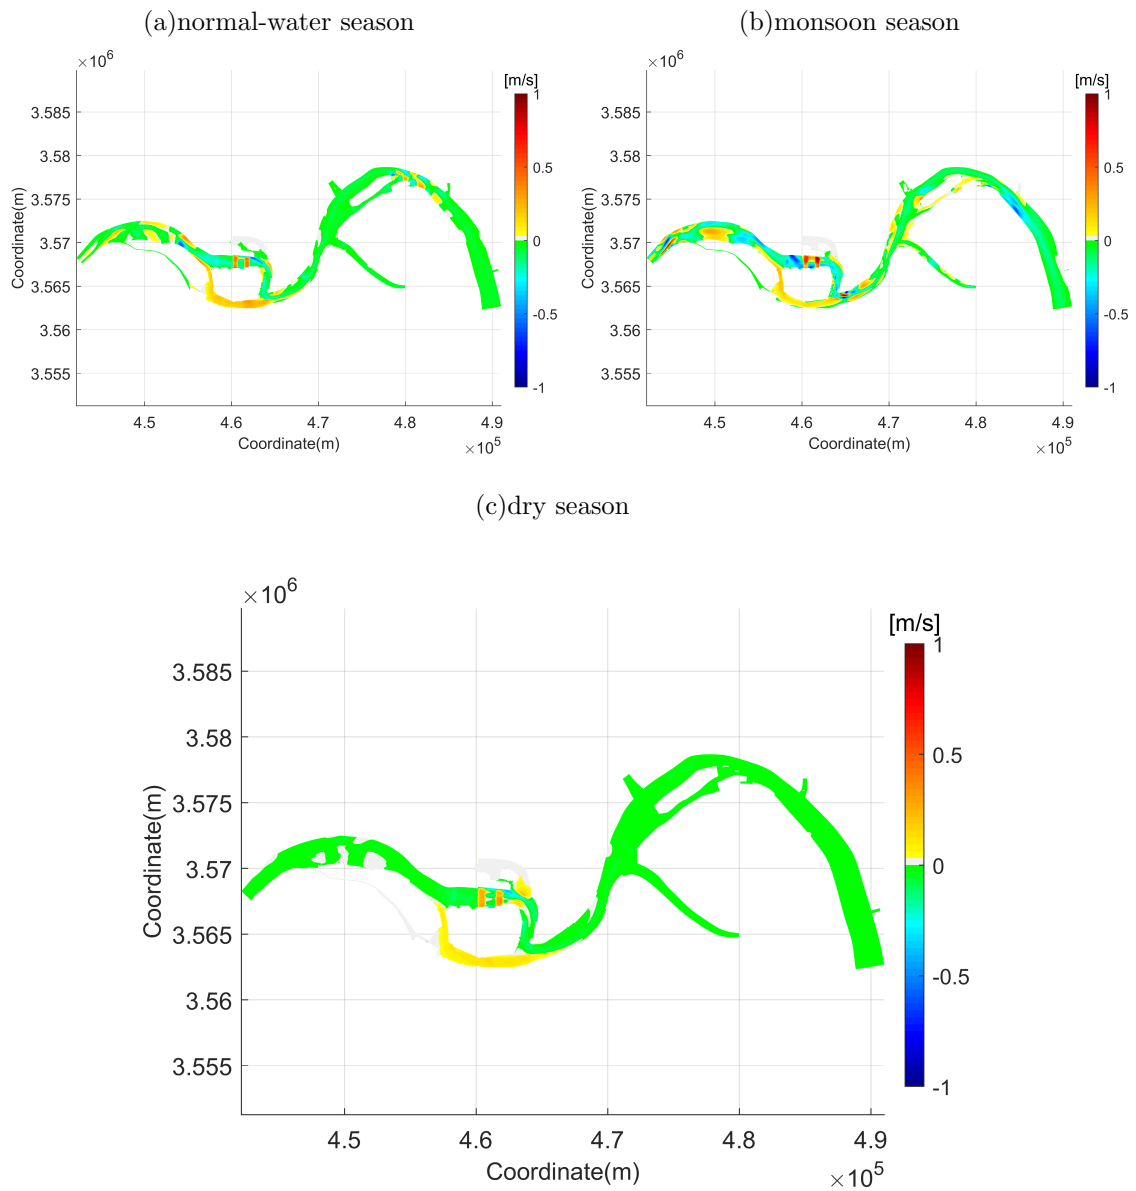 (a)normal-water season
(b)monsoon season
×10^6
[m/s]
1
3.585
3.58
0.5
3.575
3.57
0
3.565
-0.5
3.56
3.555
-1
4.5 4.6 4.7 4.8 4.9
Coordinate(m)
×10^5
Coordinate(m)
×10^6
[m/s]
1
3.585
3.58
0.5
3.575
3.57
0
3.565
-0.5
3.56
3.555
-1
4.5 4.6 4.7 4.8 4.9
Coordinate(m)
×10^5
Coordinate(m)
(c)dry season
×10^6
[m/s]
1
3.585
3.58
0.5
3.575
3.57
0
3.565
-0.5
3.56
3.555
-1
4.5 4.6 4.7 4.8 4.9
Coordinate(m)
×10^5
Coordinate(m)